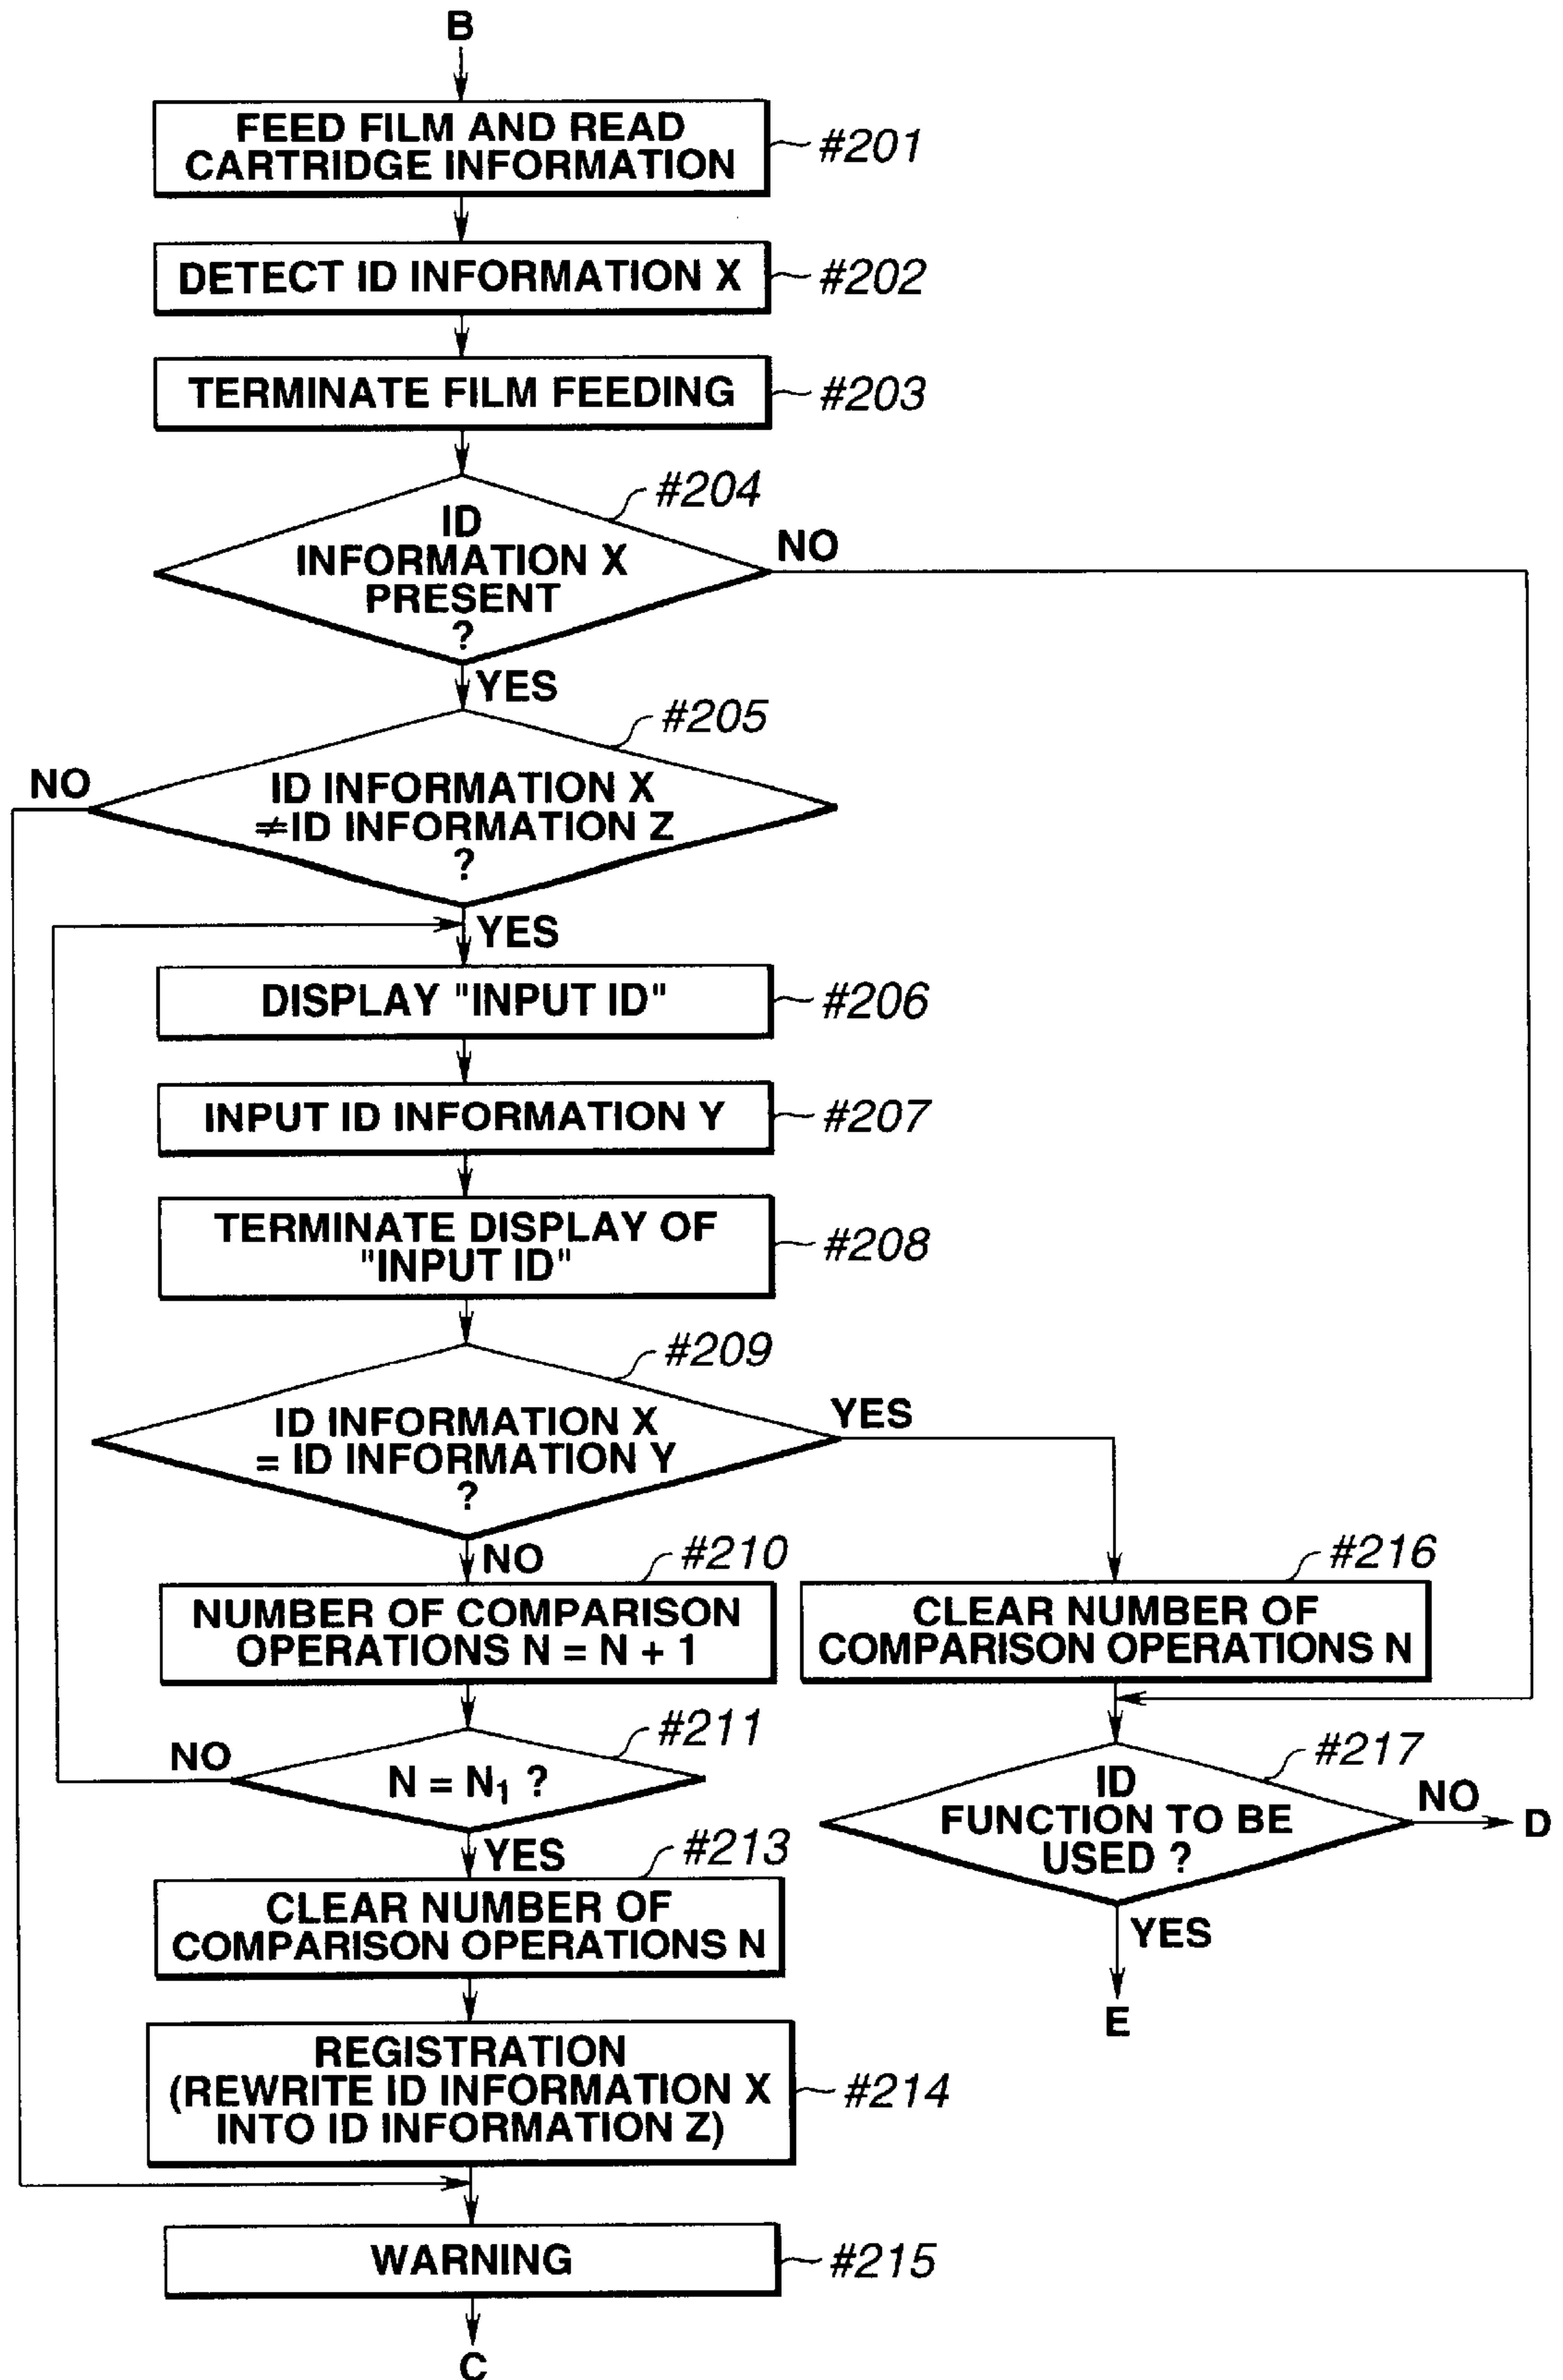 B
FEED FILM AND READ
CARTRIDGE INFORMATION
#201
DETECT ID INFORMATION X
#202
TERMINATE FILM FEEDING
#203
#204
ID
INFORMATION X
PRESENT
?
NO
YES
#205
NO
ID INFORMATION X
≠ID INFORMATION Z
?
YES
DISPLAY "INPUT ID"
#206
INPUT ID INFORMATION Y
#207
TERMINATE DISPLAY OF
"INPUT ID"
#208
#209
ID INFORMATION X
= ID INFORMATION Y
?
YES
NO
#210
NUMBER OF COMPARISON
OPERATIONS N = N + 1
#216
CLEAR NUMBER OF
COMPARISON OPERATIONS N
#211
NO
N = N₁ ?
YES
#217
ID
FUNCTION TO BE
USED ?
NO
D
YES
E
#213
CLEAR NUMBER OF
COMPARISON OPERATIONS N
REGISTRATION
(REWRITE ID INFORMATION X
INTO ID INFORMATION Z)
#214
WARNING
#215
C